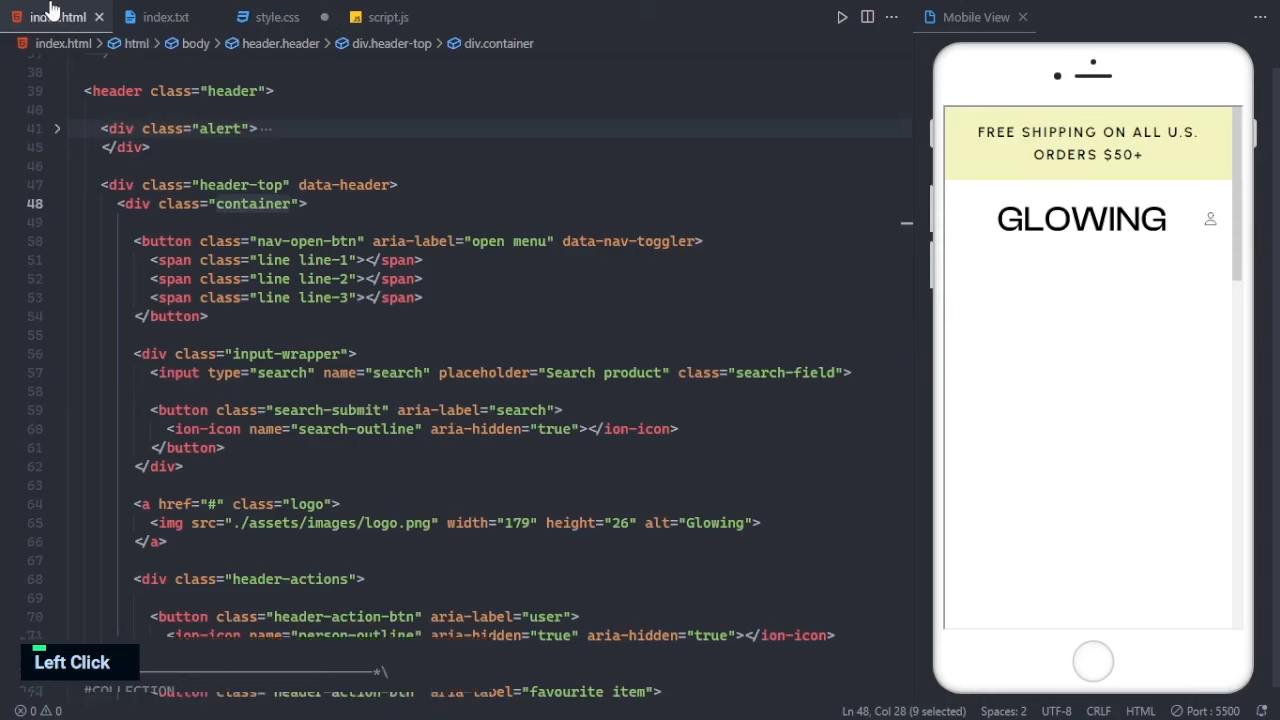 index.html
index.txt
style.css
script.js
Mobile View
index.html
html
body
header.header
div.header-top
div.container
38
39 <header class="header">
40
41 <div class="alert">
45 </div>
46
47 <div class="header-top" data-header>
48 <div class="container">
49
50 <button class="nav-open-btn" aria-label="open menu" data-nav-toggler>
51 <span class="line line-1"></span>
52 <span class="line line-2"></span>
53 <span class="line line-3"></span>
54 </button>
55
56 <div class="input-wrapper">
57 <input type="search" name="search" placeholder="Search product" class="search-field">
58
59 <button class="search-submit" aria-label="search">
60 <ion-icon name="search-outline" aria-hidden="true"></ion-icon>
61 </button>
62 </div>
63
64 <a href="#" class="logo">
65 <img src="./assets/images/logo.png" width="179" height="26" alt="Glowing">
66 </a>
67
68 <div class="header-actions">
69
70 <button class="header-action-btn" aria-label="user">
71 <ion-icon name="person-outline" aria-hidden="true" aria-hidden="true"></ion-icon>
*\
#COLLECTION
<button class="header-action-btn" aria-label="favourite item">
Left Click
FREE SHIPPING ON ALL U.S.
ORDERS $50+
GLOWING
0
0
Ln 48, Col 28 (9 selected)
Spaces: 2
UTF-8
CRLF
HTML
Port : 5500